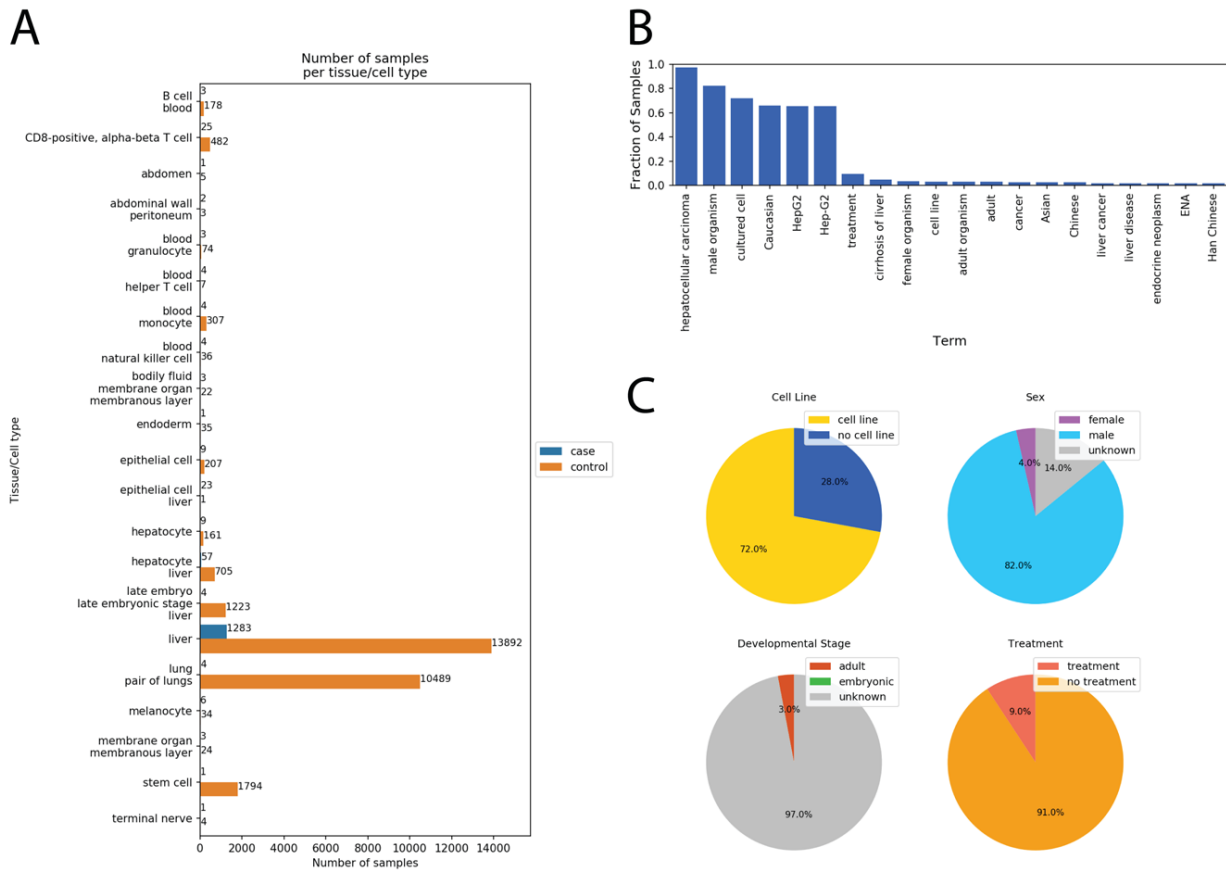 A
Number of samples
per tissue/cell type
B cell
blood
3
178
CD8-positive, alpha-beta T cell
25
482
abdomen
1
5
abdominal wall
peritoneum
2
3
blood
granulocyte
3
74
blood
helper T cell
4
7
blood
monocyte
4
307
blood
natural killer cell
4
36
bodily fluid
membrane organ
membranous layer
3
22
endoderm
1
35
epithelial cell
9
207
epithelial cell
liver
23
1
hepatocyte
9
161
hepatocyte
liver
57
705
late embryo
late embryonic stage
liver
4
1223
liver
1283
13892
lung
pair of lungs
4
10489
melanocyte
6
34
membrane organ
membranous layer
3
24
stem cell
1
1794
terminal nerve
1
4
0 2000 4000 6000 8000 10000 12000 14000
Number of samples
Tissue/Cell type
case
control
B
Fraction of Samples
1.0
0.8
0.6
0.4
0.2
0.0
hepatocellular carcinoma
male organism
cultured cell
Caucasian
HepG2
Hep-G2
treatment
cirrhosis of liver
female organism
cell line
adult organism
adult
cancer
Asian
Chinese
liver cancer
liver disease
endocrine neoplasm
ENA
Han Chinese
Term
C
Cell Line
cell line
no cell line
28.0%
72.0%
Sex
female
male
unknown
4.0%
14.0%
82.0%
Developmental Stage
adult
embryonic
unknown
3.0%
97.0%
Treatment
treatment
no treatment
9.0%
91.0%